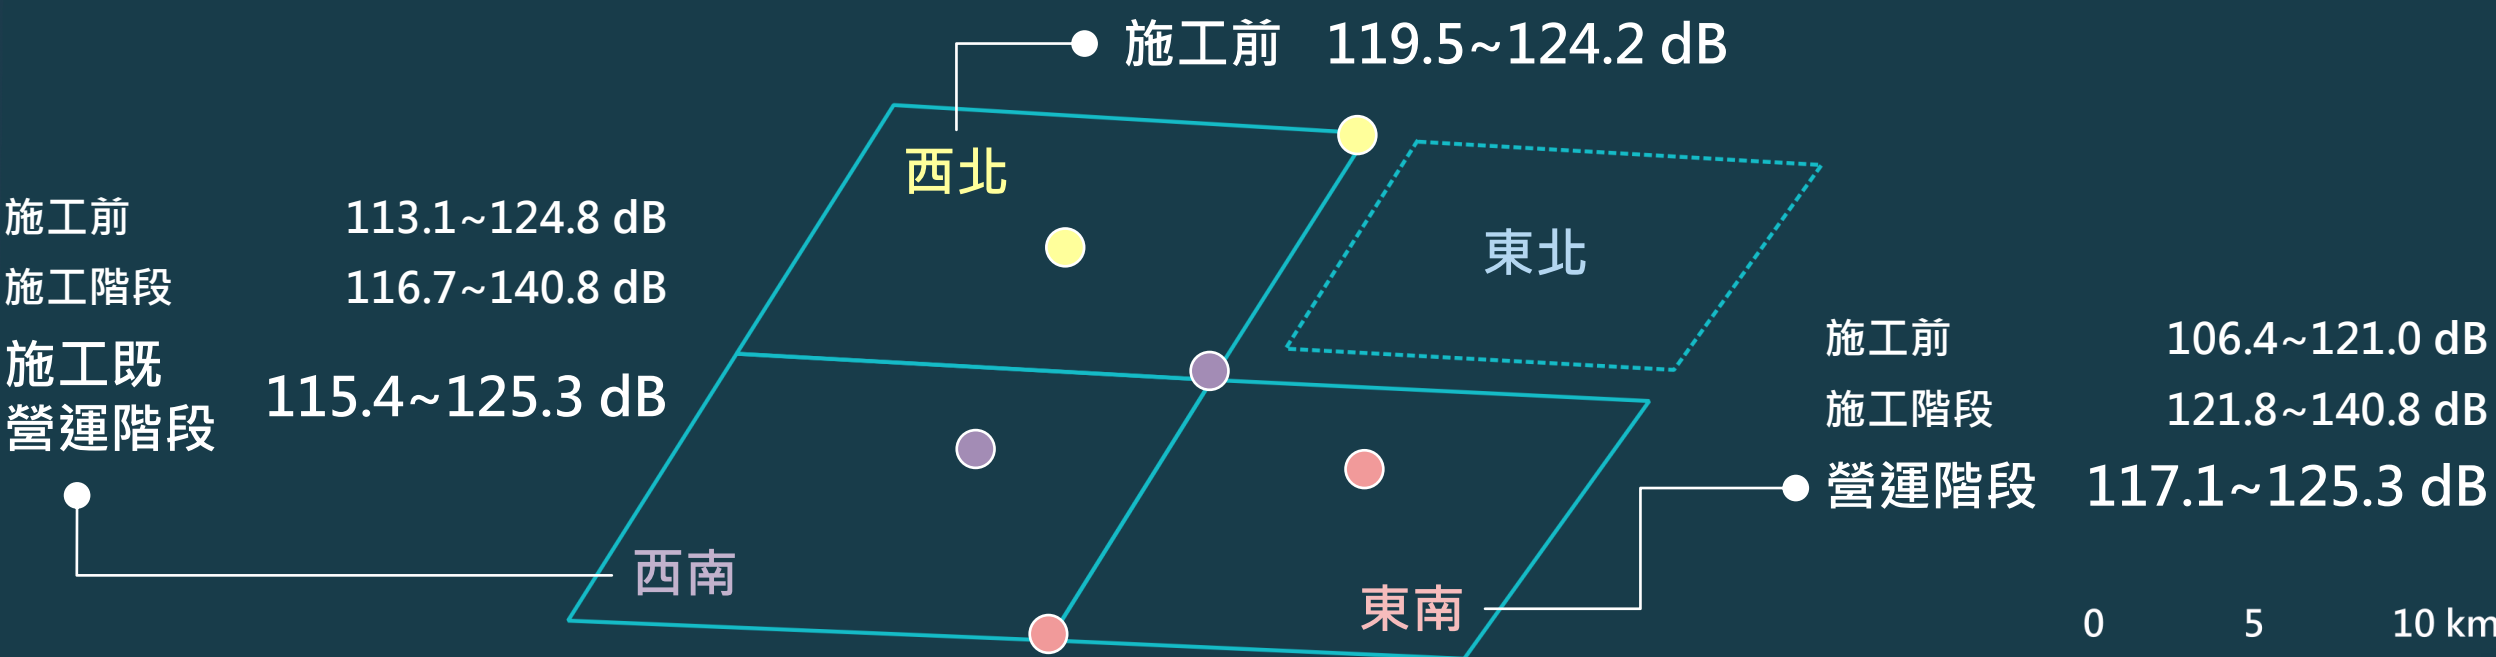 施工前 119.5~124.2 dB
西北
東北
施工前 113.1~124.8 dB
施工階段 116.7~140.8 dB
施工既
營運階段 115.4~125.3 dB
施工前 106.4~121.0 dB
施工階段 121.8~140.8 dB
營運階段 117.1~125.3 dB
西南
東南
0 5 10 km